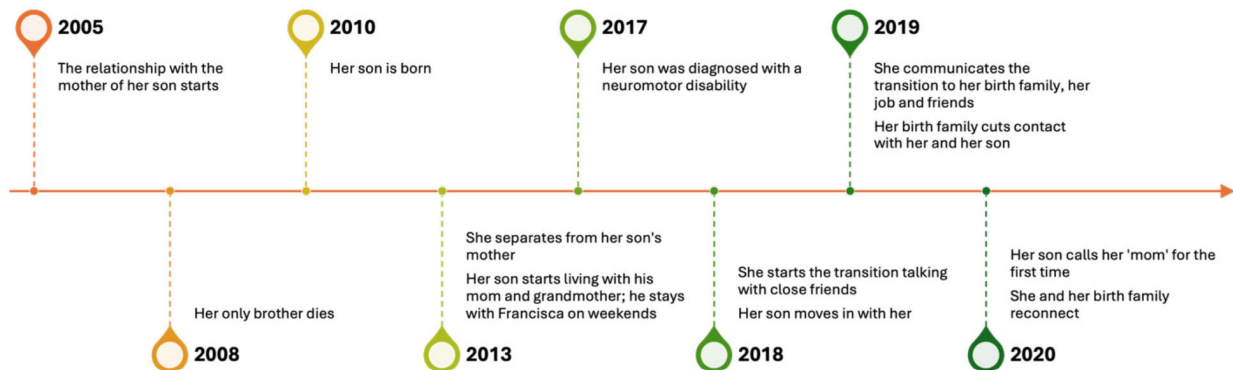 2005
The relationship with the
mother of her son starts
2008
Her only brother dies
2010
Her son is born
2013
She separates from her son's
mother
Her son starts living with his
mom and grandmother; he stays
with Francisca on weekends
2017
Her son was diagnosed with a
neuromotor disability
2018
She starts the transition talking
with close friends
Her son moves in with her
2019
She communicates the
transition to her birth family, her
job and friends
Her birth family cuts contact
with her and her son
2020
Her son calls her 'mom' for the
first time
She and her birth family
reconnect